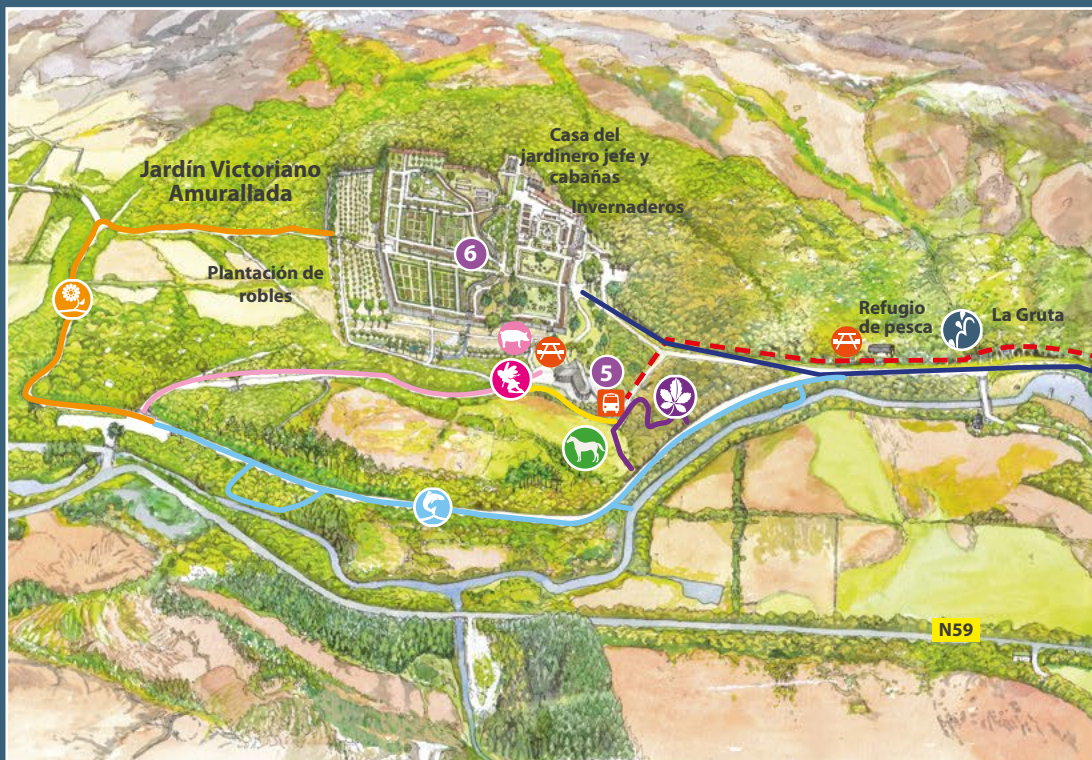 Casa del
jardinero jefe y
cabañas
Jardín Victoriano
Amurallada
Invernaderos
6
Plantación de
robles
Refugio
de pesca
La Gruta
5
N59